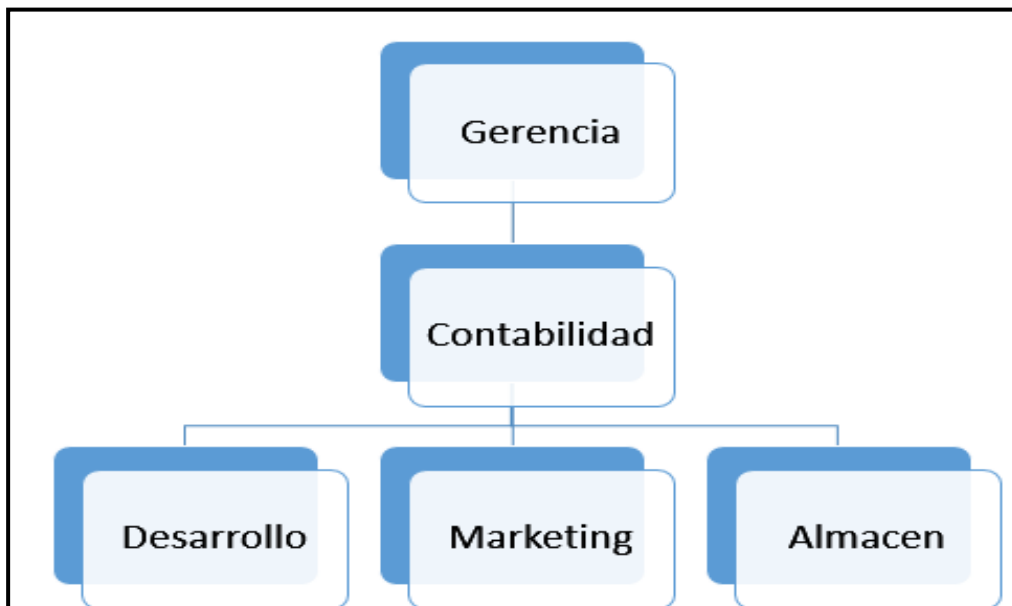 Gerencia
Contabilidad
Desarrollo
Marketing
Almacen